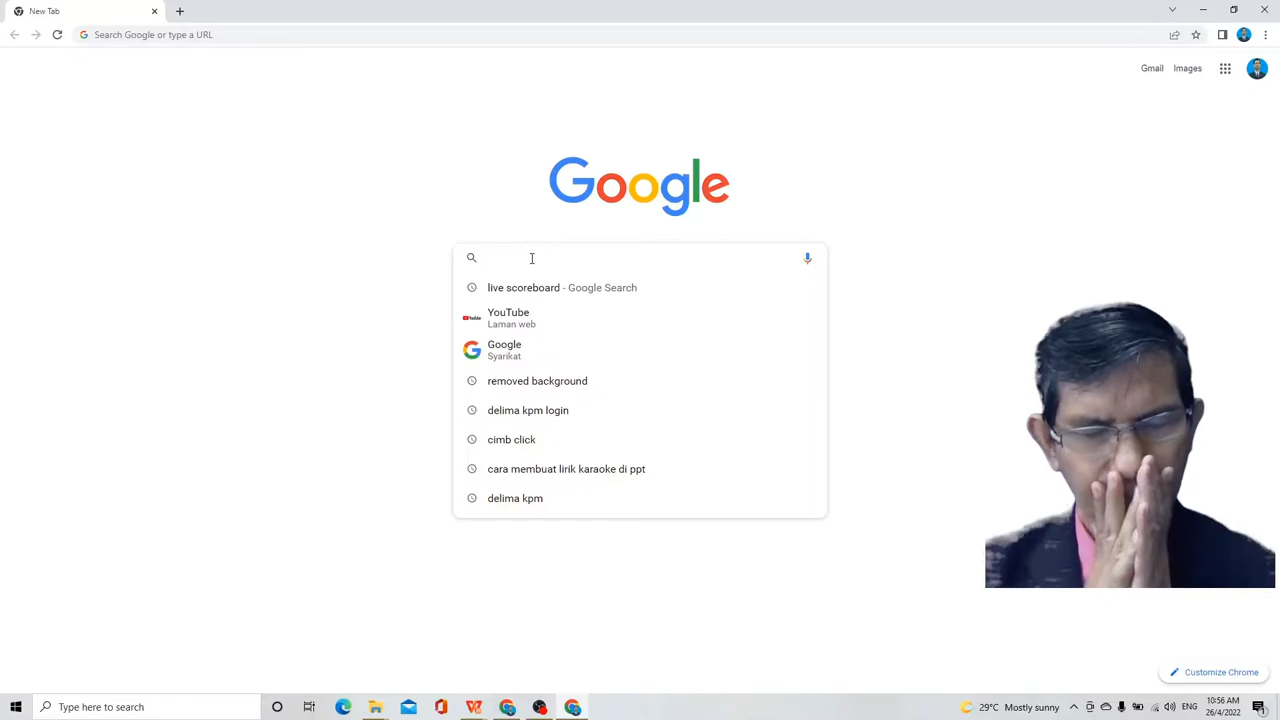 New Tab
Search Google or type a URL
Gmail Images
Google
live scoreboard - Google Search
YouTube
Laman web
Google
Syarikat
removed background
delima kpm login
cimb click
cara membuat lirik karaoke di ppt
delima kpm
Customize Chrome
Type here to search
29°C Mostly sunny
ENG
10:56 AM
26/4/2022